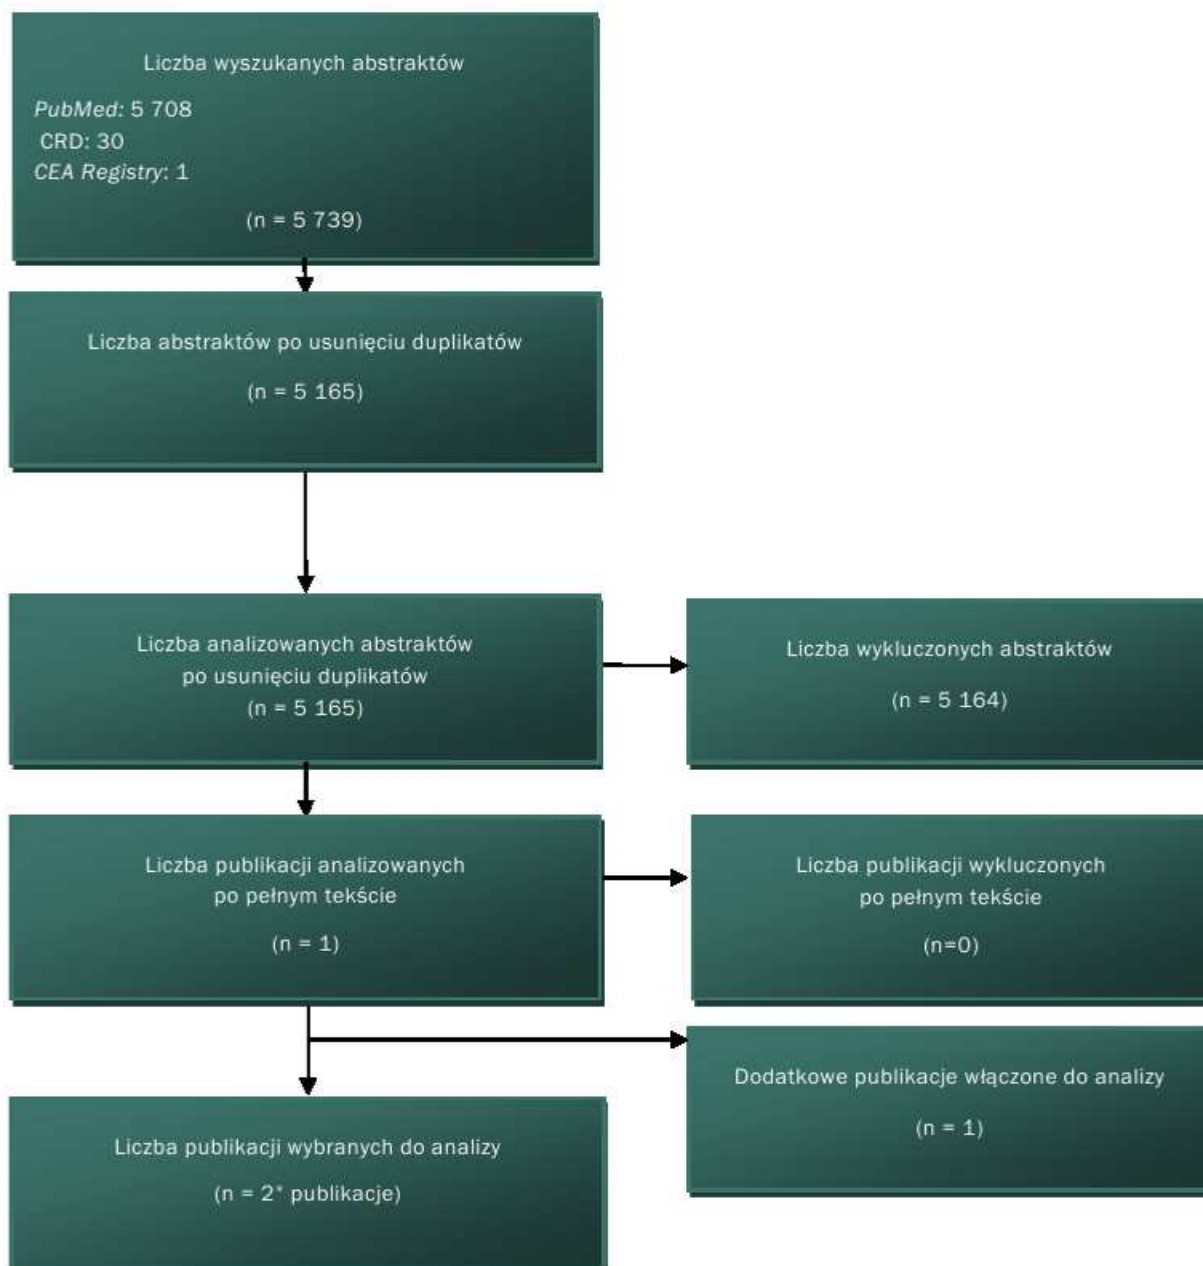 Liczba wyszukanych abstraktów
PubMed: 5 708
CRD: 30
CEA Registry: 1
(n = 5 739)
Liczba abstraktów po usunięciu duplikatów
(n = 5 165)
Liczba analizowanych abstraktów
po usunięciu duplikatów
(n = 5 165)
Liczba wykluczonych abstraktów
(n = 5 164)
Liczba publikacji analizowanych
po pełnym tekście
(n = 1)
Liczba publikacji wykluczonych
po pełnym tekście
(n=0)
Dodatkowe publikacje włączone do analizy
(n = 1)
Liczba publikacji wybranych do analizy
(n = 2* publikacje)